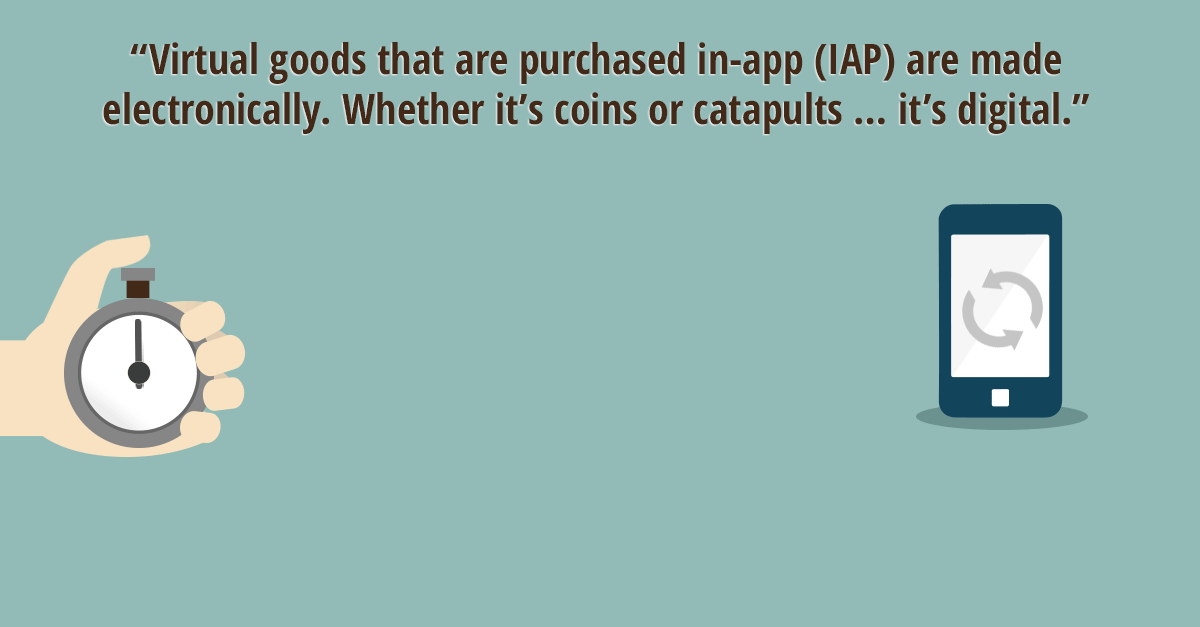 “Virtual goods that are purchased in-app (IAP) are made
electronically. Whether it’s coins or catapults ... it’s digital.”